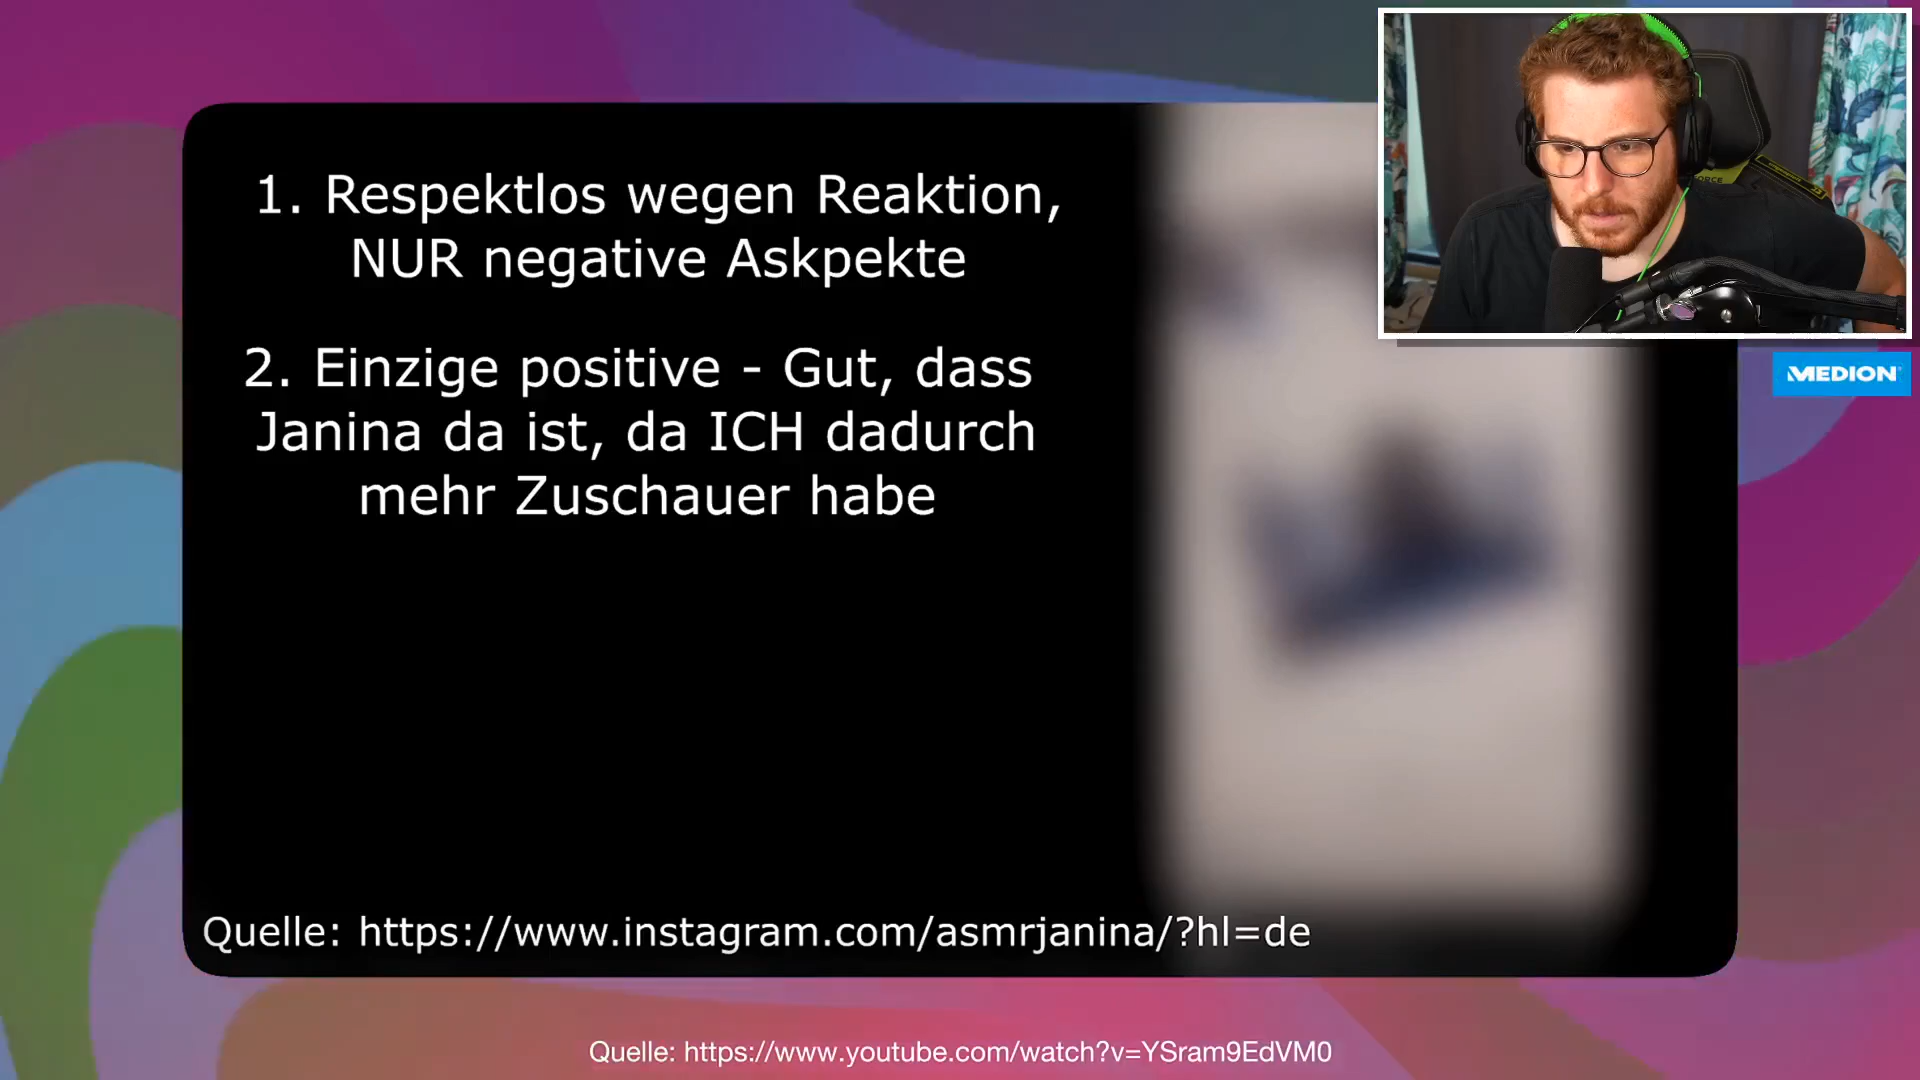 1. Respektlos wegen Reaktion,
NUR negative Askpekte
2. Einzige positive - Gut, dass
Janina da ist, da ICH dadurch
mehr Zuschauer habe
MEDION
Quelle: https://www.instagram.com/asmrjanina/?hl=de
Quelle: https://www.youtube.com/watch?v=YSram9EdVM0